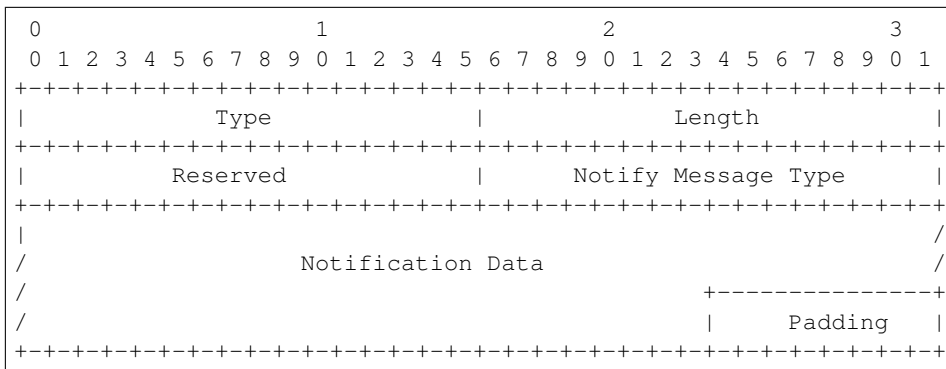 0                   1                   2                   3
 0 1 2 3 4 5 6 7 8 9 0 1 2 3 4 5 6 7 8 9 0 1 2 3 4 5 6 7 8 9 0 1
+-+-+-+-+-+-+-+-+-+-+-+-+-+-+-+-+-+-+-+-+-+-+-+-+-+-+-+-+-+-+-+-+
|             Type              |             Length            |
+-+-+-+-+-+-+-+-+-+-+-+-+-+-+-+-+-+-+-+-+-+-+-+-+-+-+-+-+-+-+-+-+
|          Reserved             |      Notify Message Type      |
+-+-+-+-+-+-+-+-+-+-+-+-+-+-+-+-+-+-+-+-+-+-+-+-+-+-+-+-+-+-+-+-+
|                                                               /
/                   Notification Data                           /
/                                               +---------------+
/                                               |     Padding   |
+-+-+-+-+-+-+-+-+-+-+-+-+-+-+-+-+-+-+-+-+-+-+-+-+-+-+-+-+-+-+-+-+